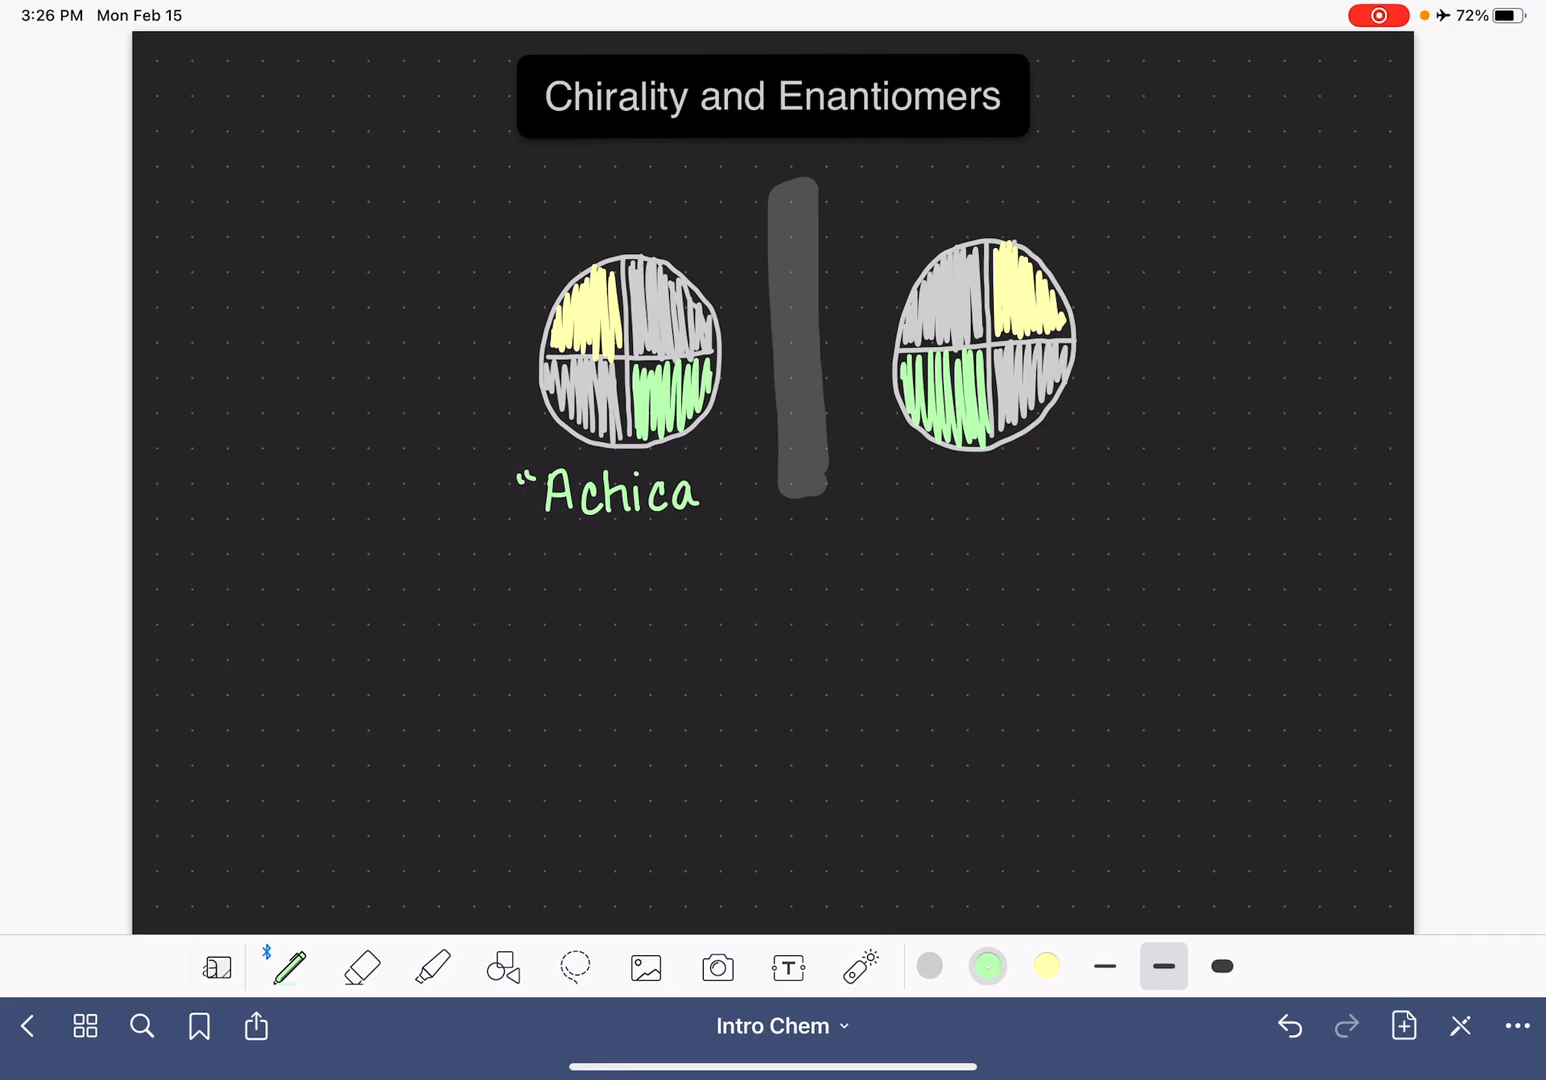 3:26 PM Mon Feb 15
72%
Chirality and Enantiomers
“Achica
T
Intro Chem